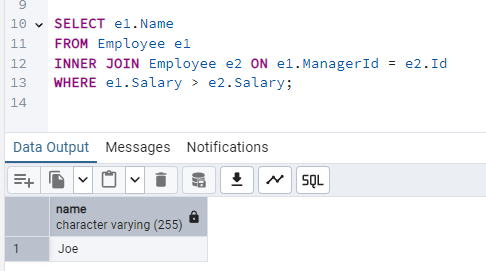 9
10 SELECT e1.Name
11 FROM Employee e1
12 INNER JOIN Employee e2 ON e1.ManagerId = e2.Id
13 WHERE e1.Salary > e2.Salary;
14
Data Output Messages Notifications
SQL
name
character varying (255)
1 Joe